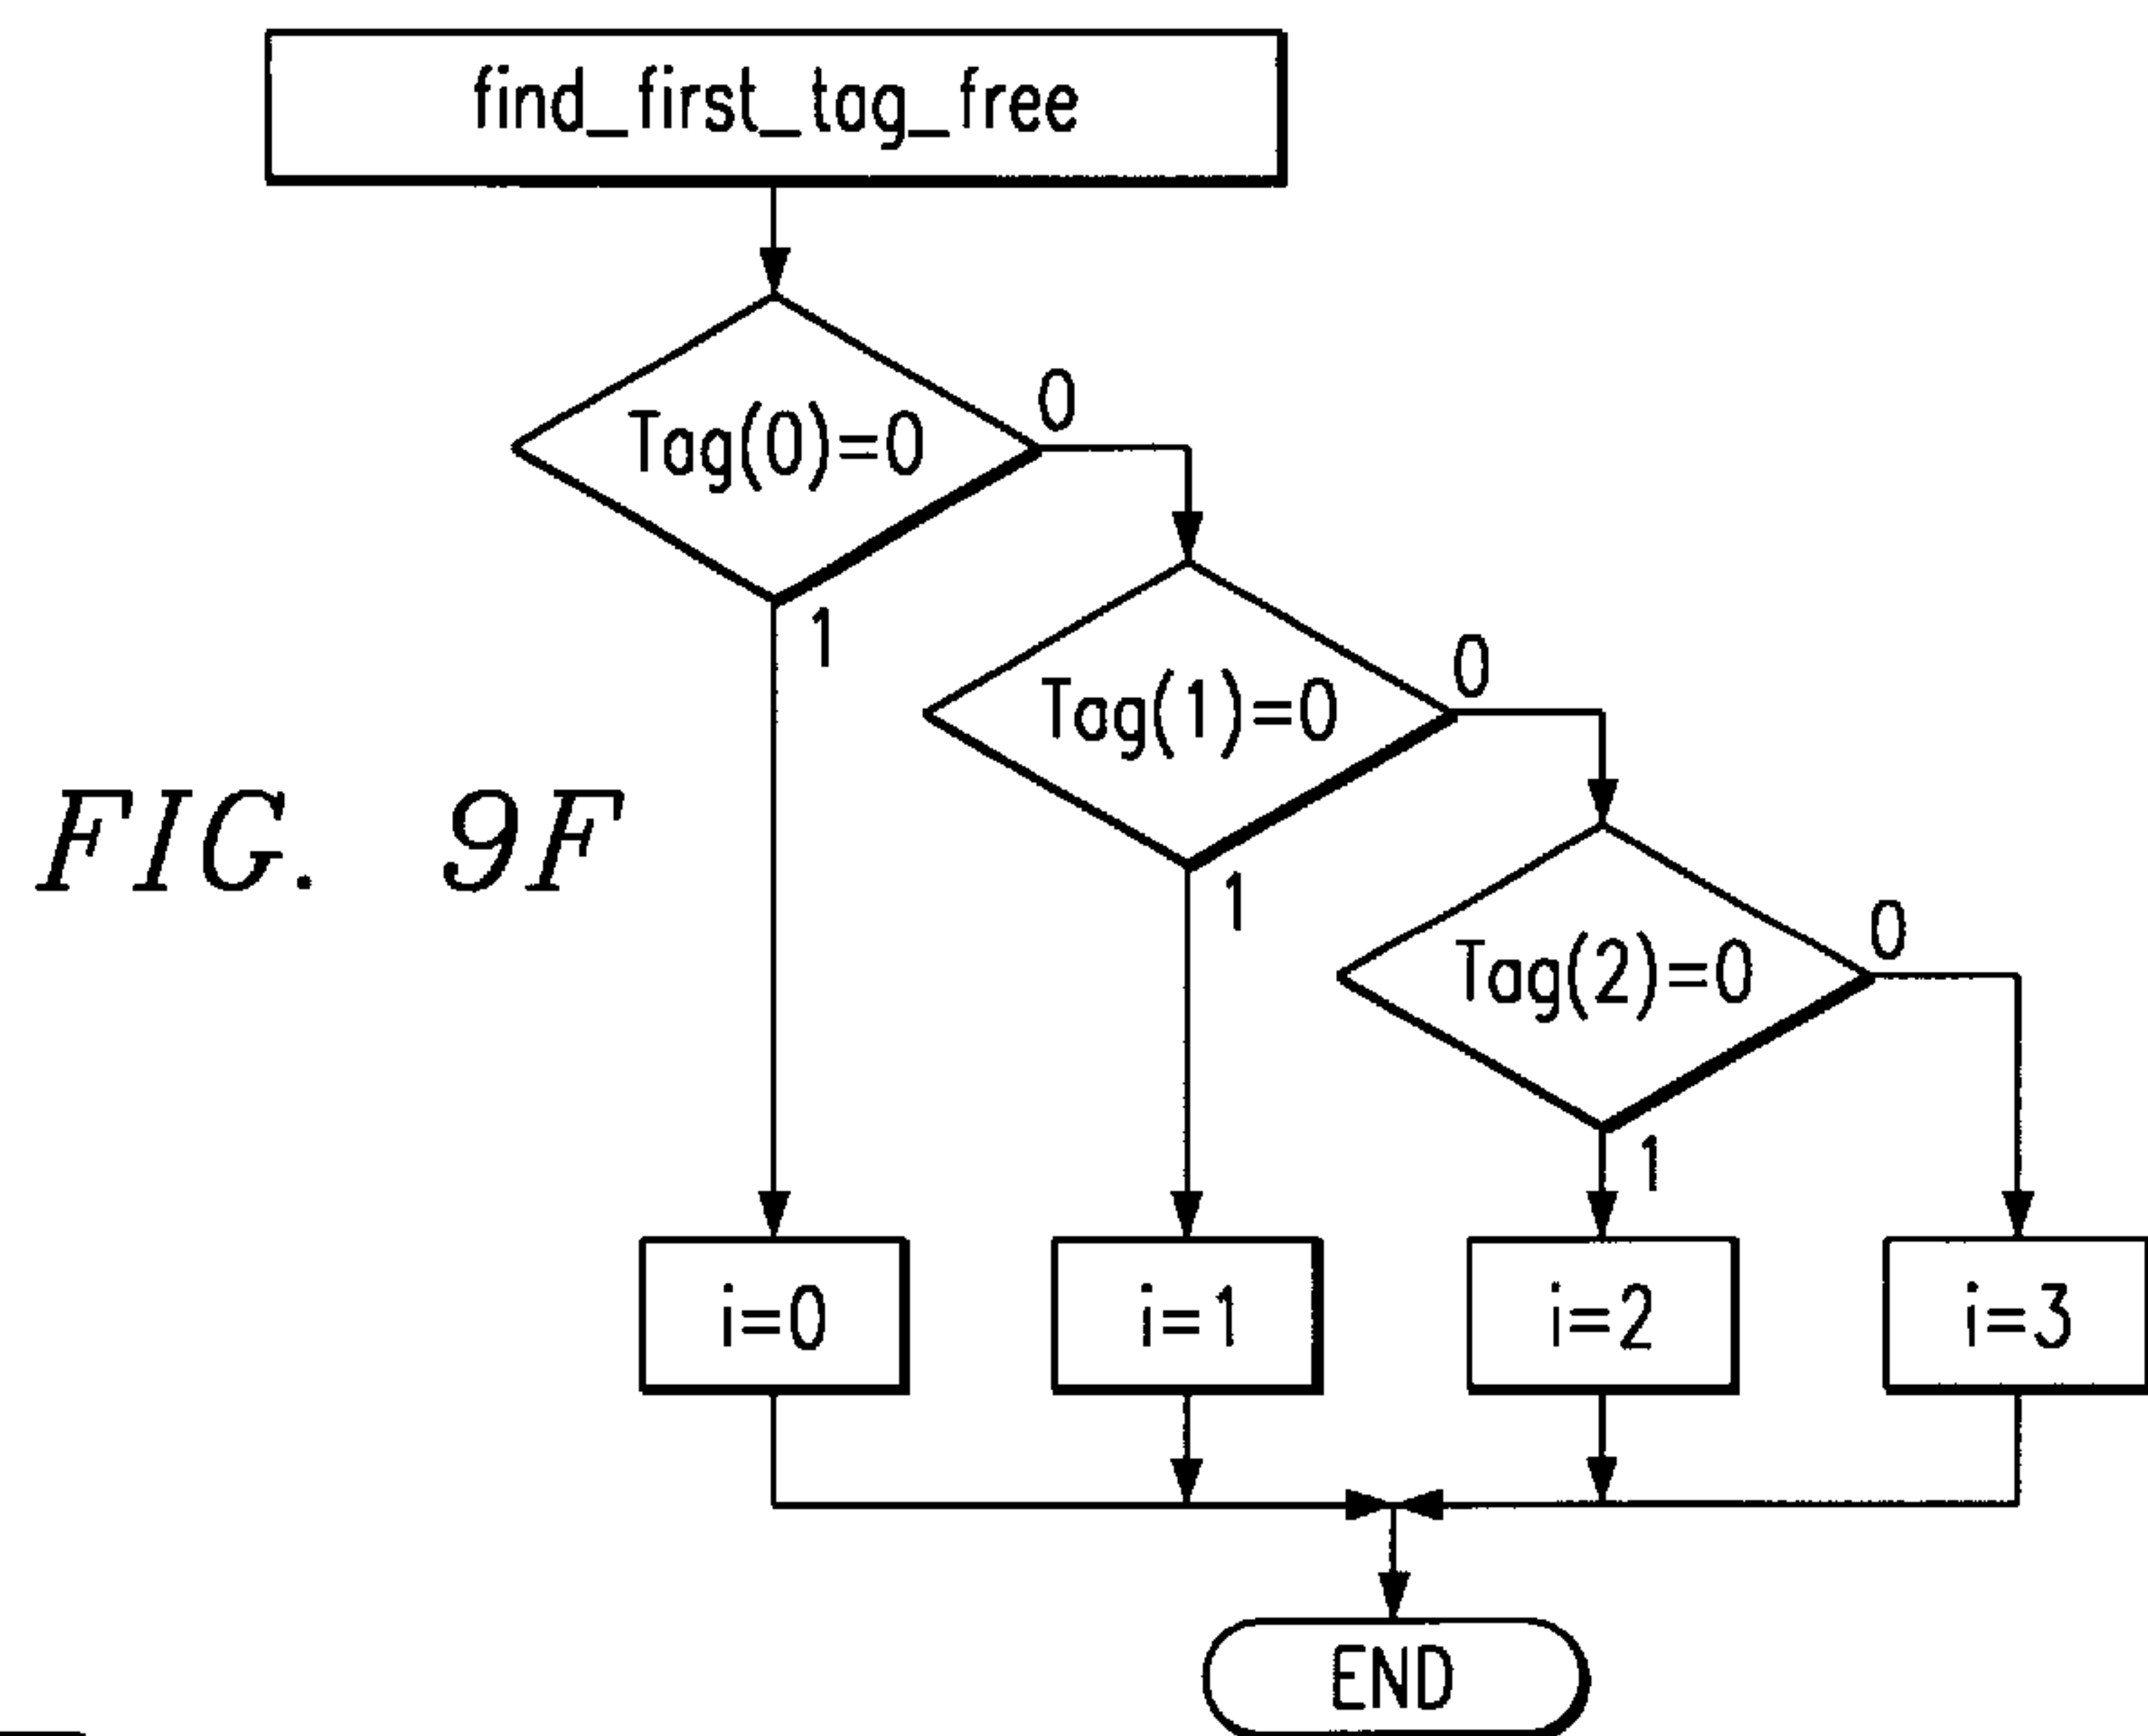 find_first_tag_free
Tag(0)=0
0
1
Tag(1)=0
0
1
FIG. 9F
Tag(2)=0
0
1
i=0
i=1
i=2
i=3
END